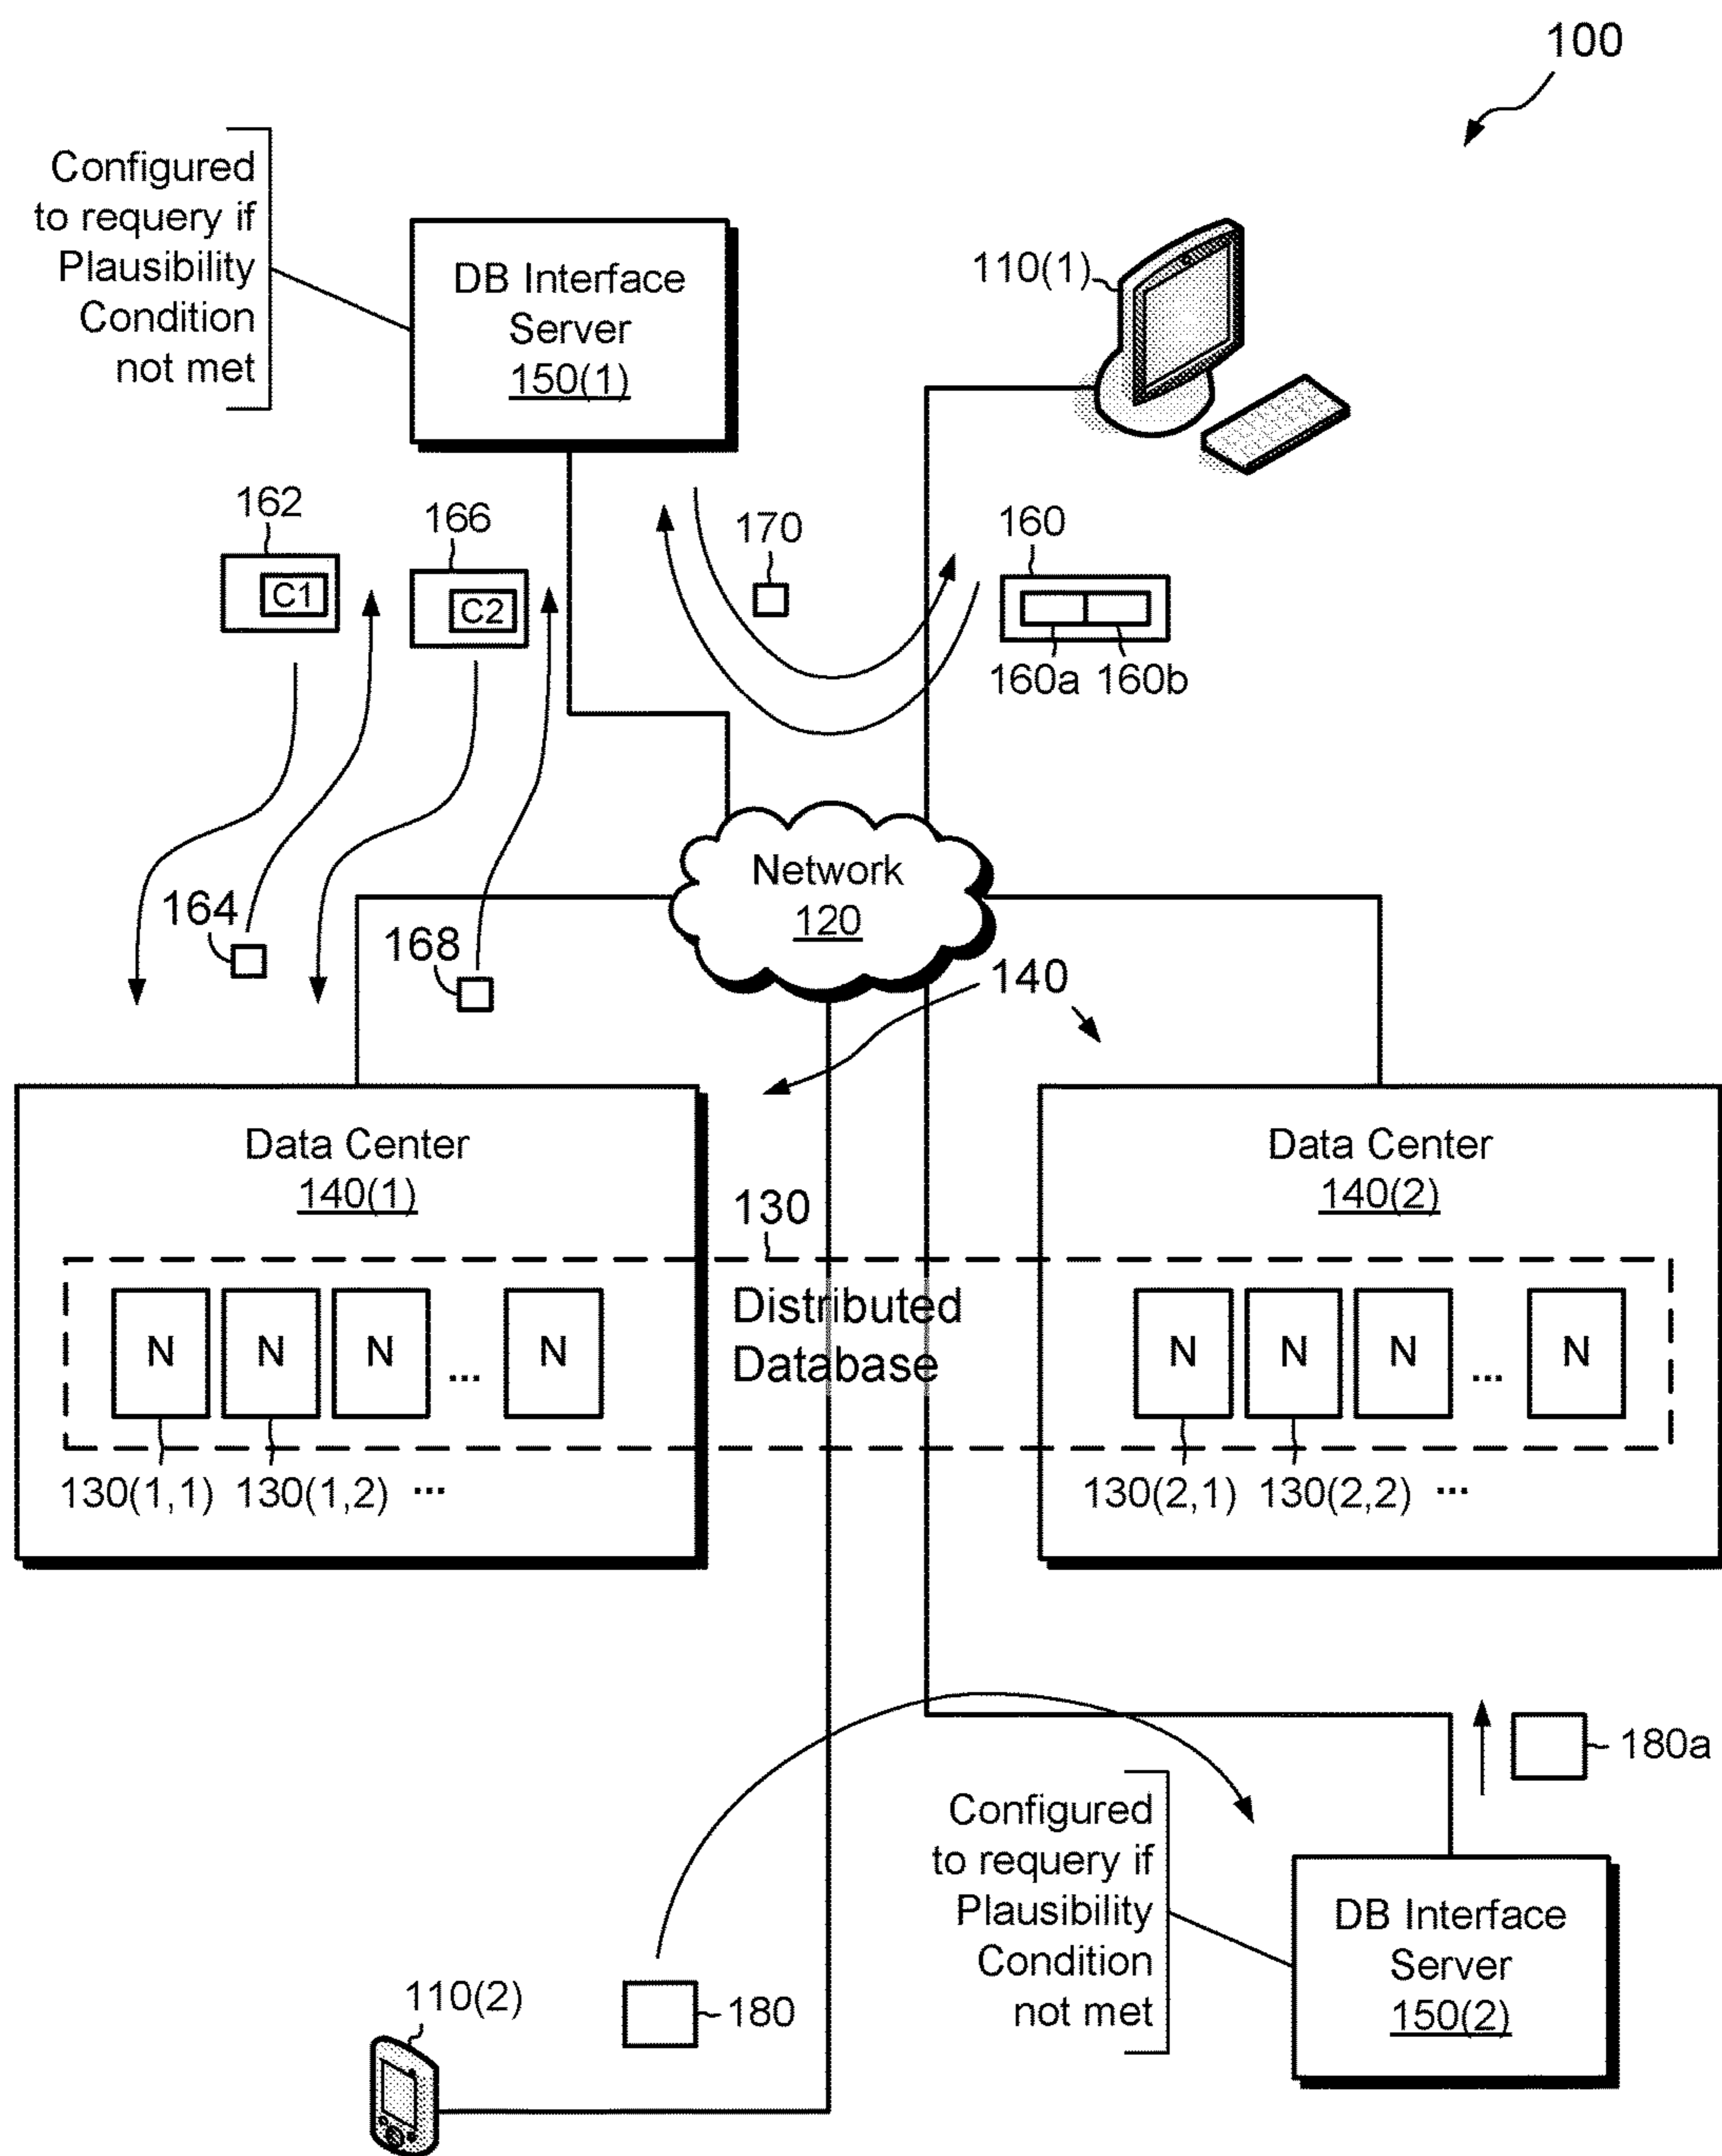 100
Configured
to requery if
Plausibility
Condition
not met
DB Interface
Server
150(1)
110(1)
162
C1
166
C2
170
160
160a 160b
164
168
Network
120
140
Data Center
140(1)
Data Center
140(2)
130
Distributed
Database
N N N ... N
N N N ... N
130(1,1) 130(1,2) ...
130(2,1) 130(2,2) ...
180a
Configured
to requery if
Plausibility
Condition
not met
DB Interface
Server
150(2)
110(2)
180